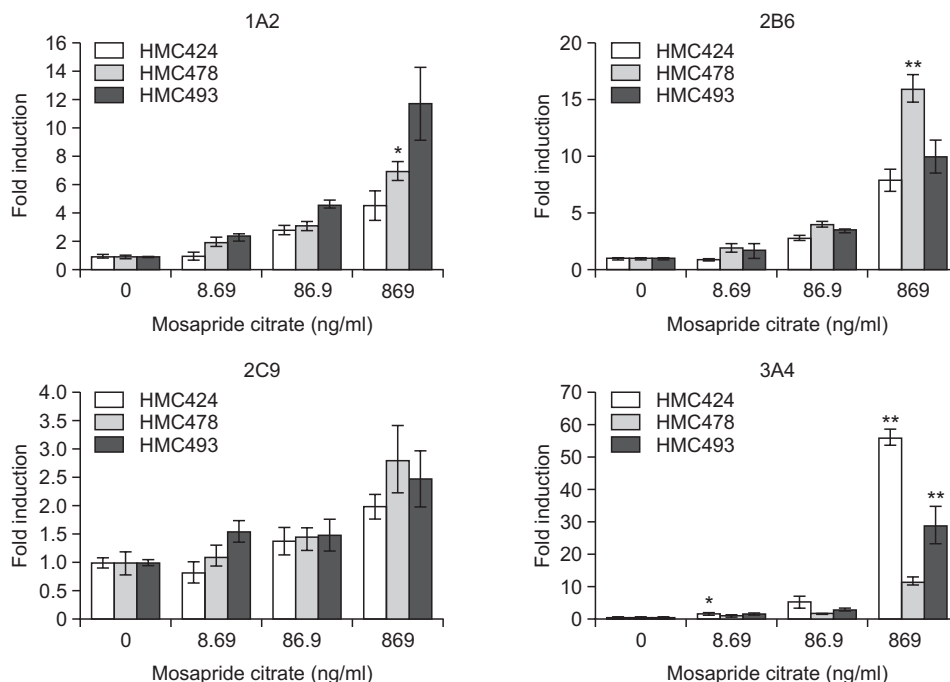 1A2
16
14
12
10
8
6
4
2
0
Fold induction
HMC424
HMC478
HMC493
*
0 8.69 86.9 869
Mosapride citrate (ng/ml)
2B6
20
15
10
5
0
Fold induction
HMC424
HMC478
HMC493
**
0 8.69 86.9 869
Mosapride citrate (ng/ml)
2C9
4.0
3.5
3.0
2.5
2.0
1.5
1.0
0.5
0
Fold induction
HMC424
HMC478
HMC493
0 8.69 86.9 869
Mosapride citrate (ng/ml)
3A4
70
60
50
40
30
20
10
0
Fold induction
HMC424
HMC478
HMC493
**
**
*
0 8.69 86.9 869
Mosapride citrate (ng/ml)